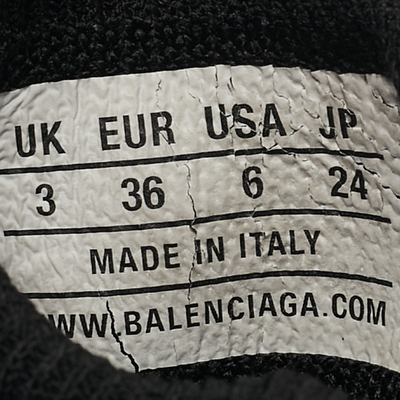 UK EUR USA JP
3 36 6 24
MADE IN ITALY
WWW.BALENCIAGA.COM